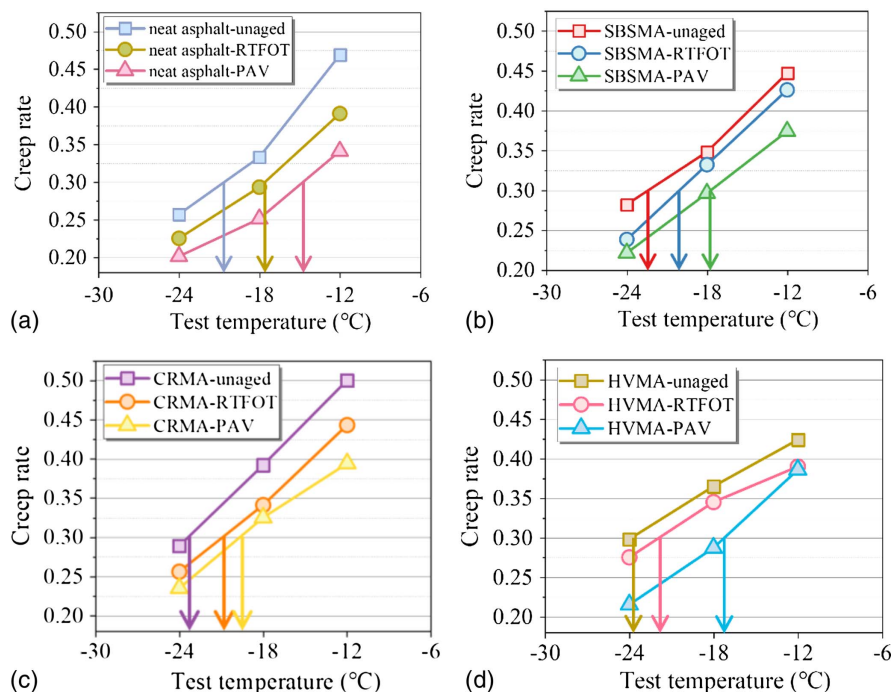 0.50
0.45
0.40
0.35
0.30
0.25
0.20
Creep rate
neat asphalt-unaged
neat asphalt-RTFOT
neat asphalt-PAV
-30 -24 -18 -12 -6
Test temperature (℃)
(a)
0.50
0.45
0.40
0.35
0.30
0.25
0.20
Creep rate
SBSMA-unaged
SBSMA-RTFOT
SBSMA-PAV
-30 -24 -18 -12 -6
Test temperature (℃)
(b)
0.50
0.45
0.40
0.35
0.30
0.25
0.20
Creep rate
CRMA-unaged
CRMA-RTFOT
CRMA-PAV
-30 -24 -18 -12 -6
Test temperature (℃)
(c)
0.50
0.45
0.40
0.35
0.30
0.25
0.20
Creep rate
HVMA-unaged
HVMA-RTFOT
HVMA-PAV
-30 -24 -18 -12 -6
Test temperature (℃)
(d)